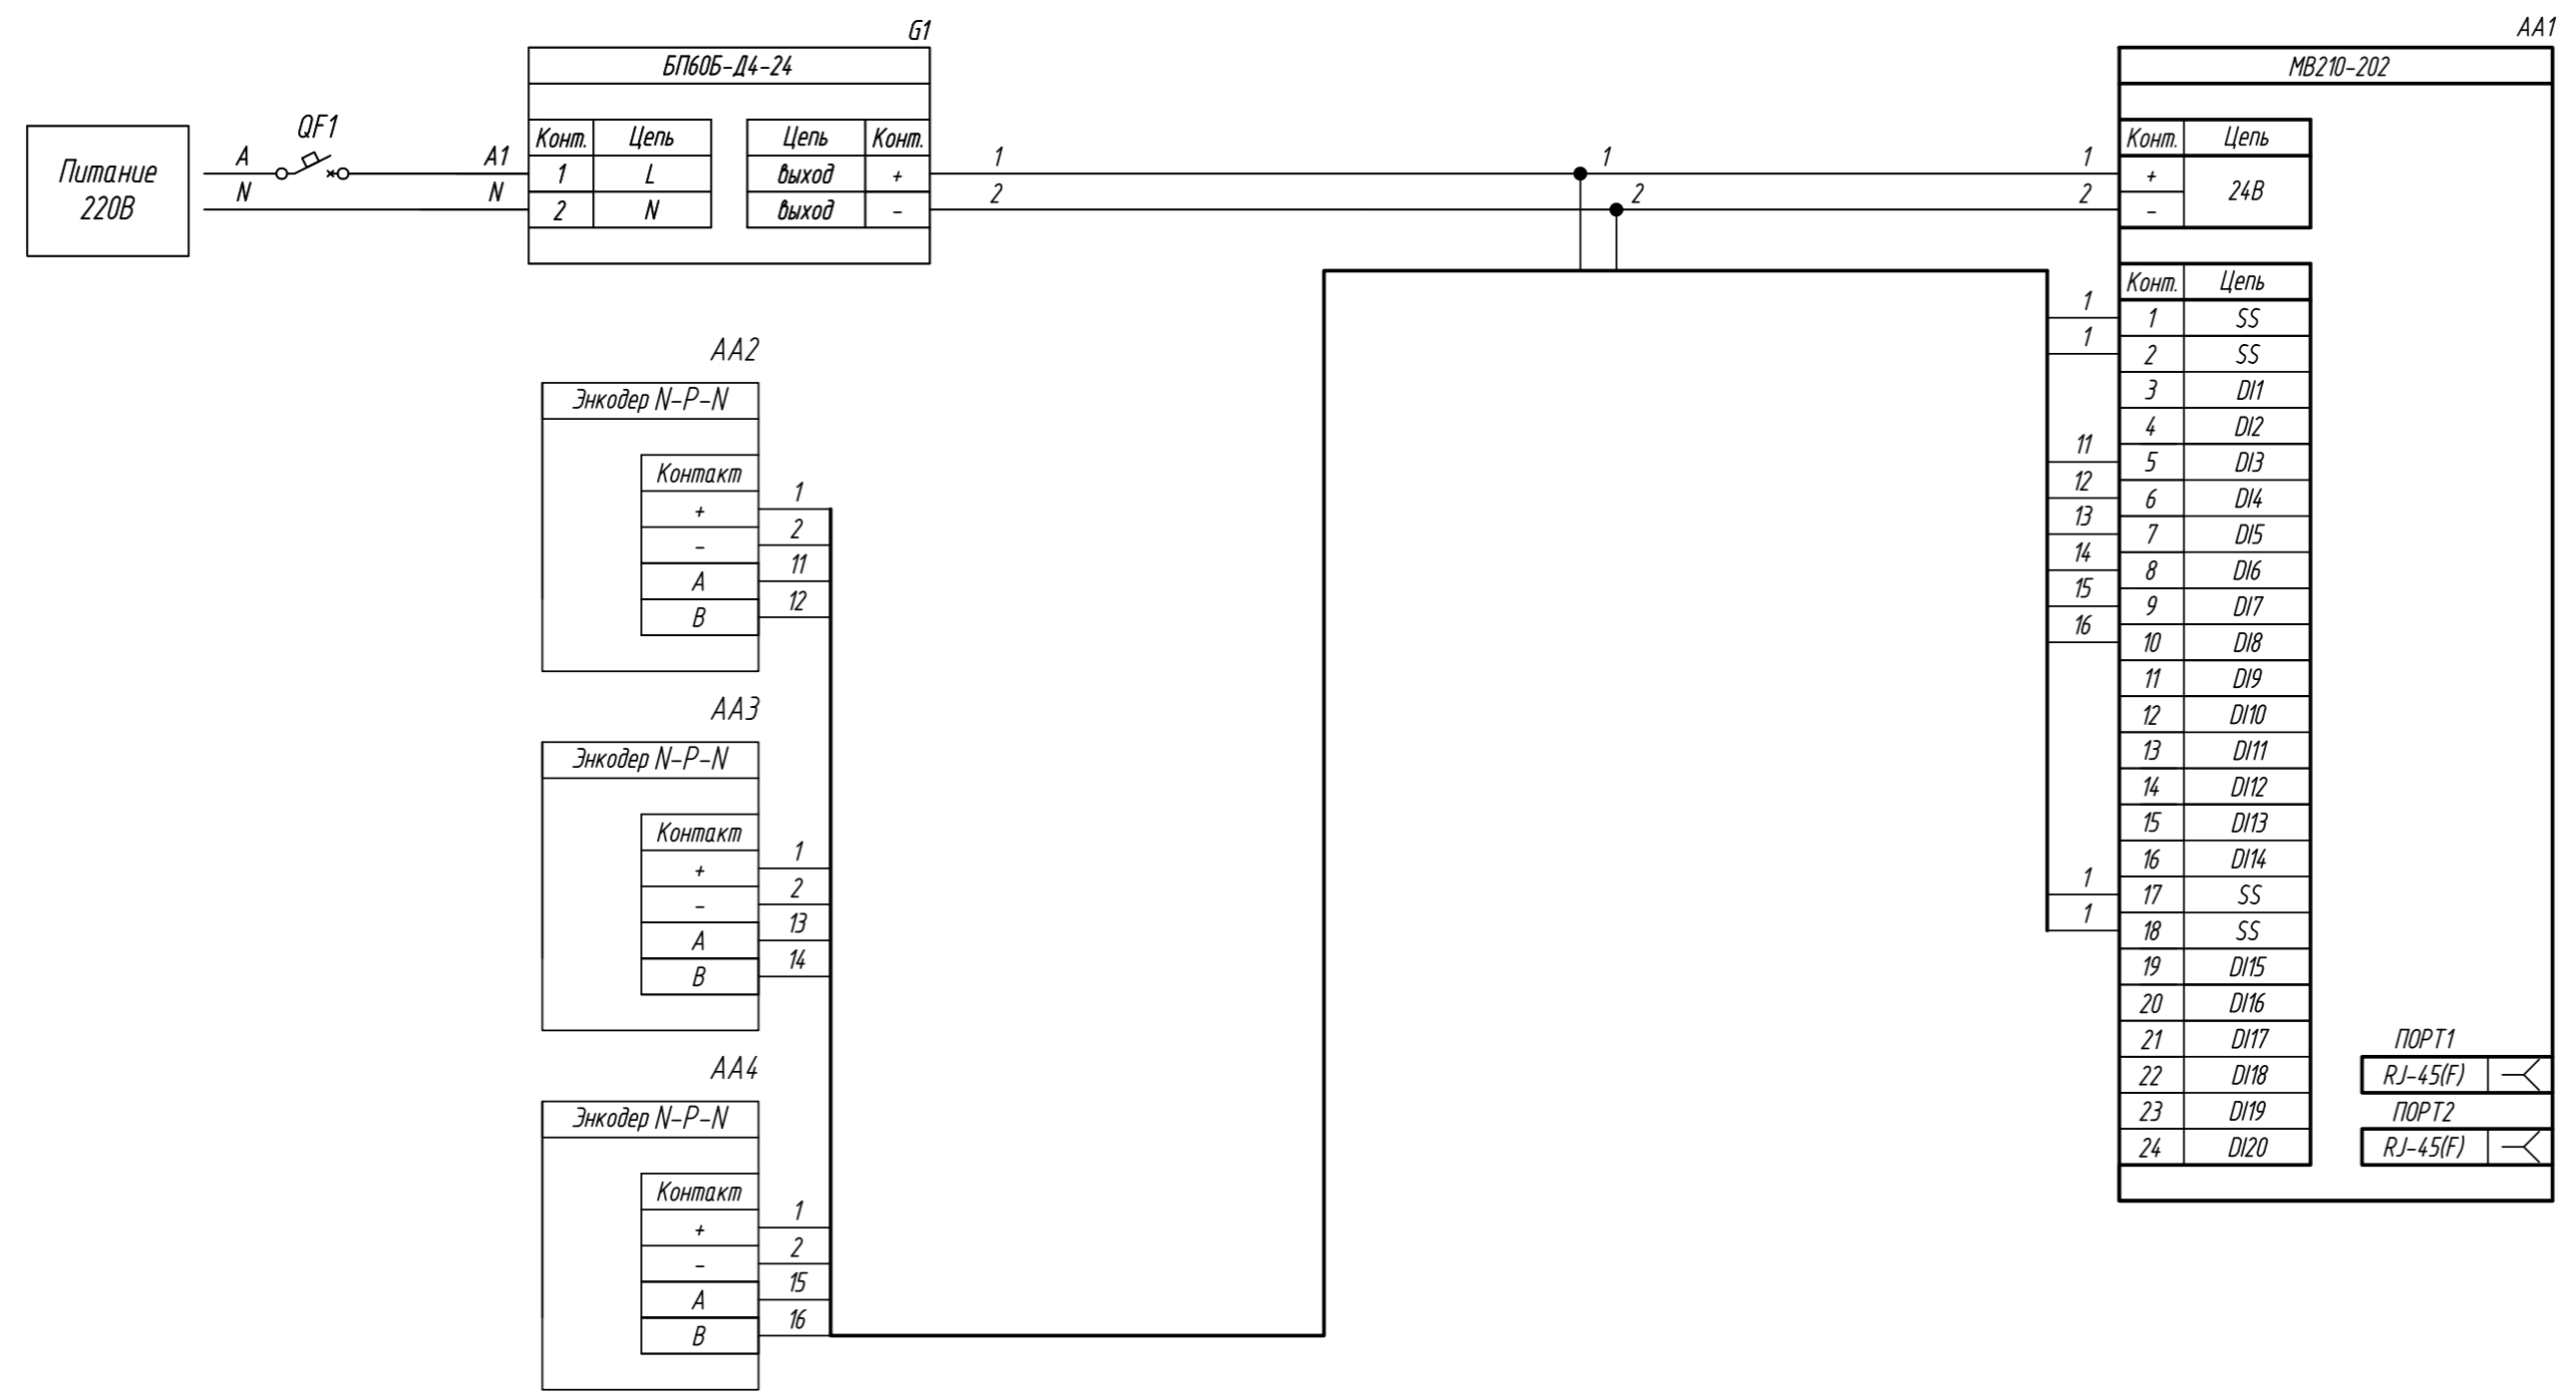 G1
AA1
БП60Б-Д4-24
МВ210-202
Питание
220В
QF1
A
N
A1
N
Конт. Цепь
1 L
2 N
Цепь Конт.
выход +
выход -
1
2
1
2
1
2
Конт. Цепь
+
-
24В
Конт. Цепь
1 1 SS
1 2 SS
3 DI1
4 DI2
11 5 DI3
12 6 DI4
13 7 DI5
14 8 DI6
15 9 DI7
16 10 DI8
11 DI9
12 DI10
13 DI11
14 DI12
15 DI13
16 DI14
1 17 SS
1 18 SS
19 DI15
20 DI16
21 DI17
22 DI18
23 DI19
24 DI20
ПОРТ1
RJ-45(F)
ПОРТ2
RJ-45(F)
AA2
Энкодер N-P-N
Контакт
+ 1
- 2
A 11
B 12
AA3
Энкодер N-P-N
Контакт
+ 1
- 2
A 13
B 14
AA4
Энкодер N-P-N
Контакт
+ 1
- 2
A 15
B 16